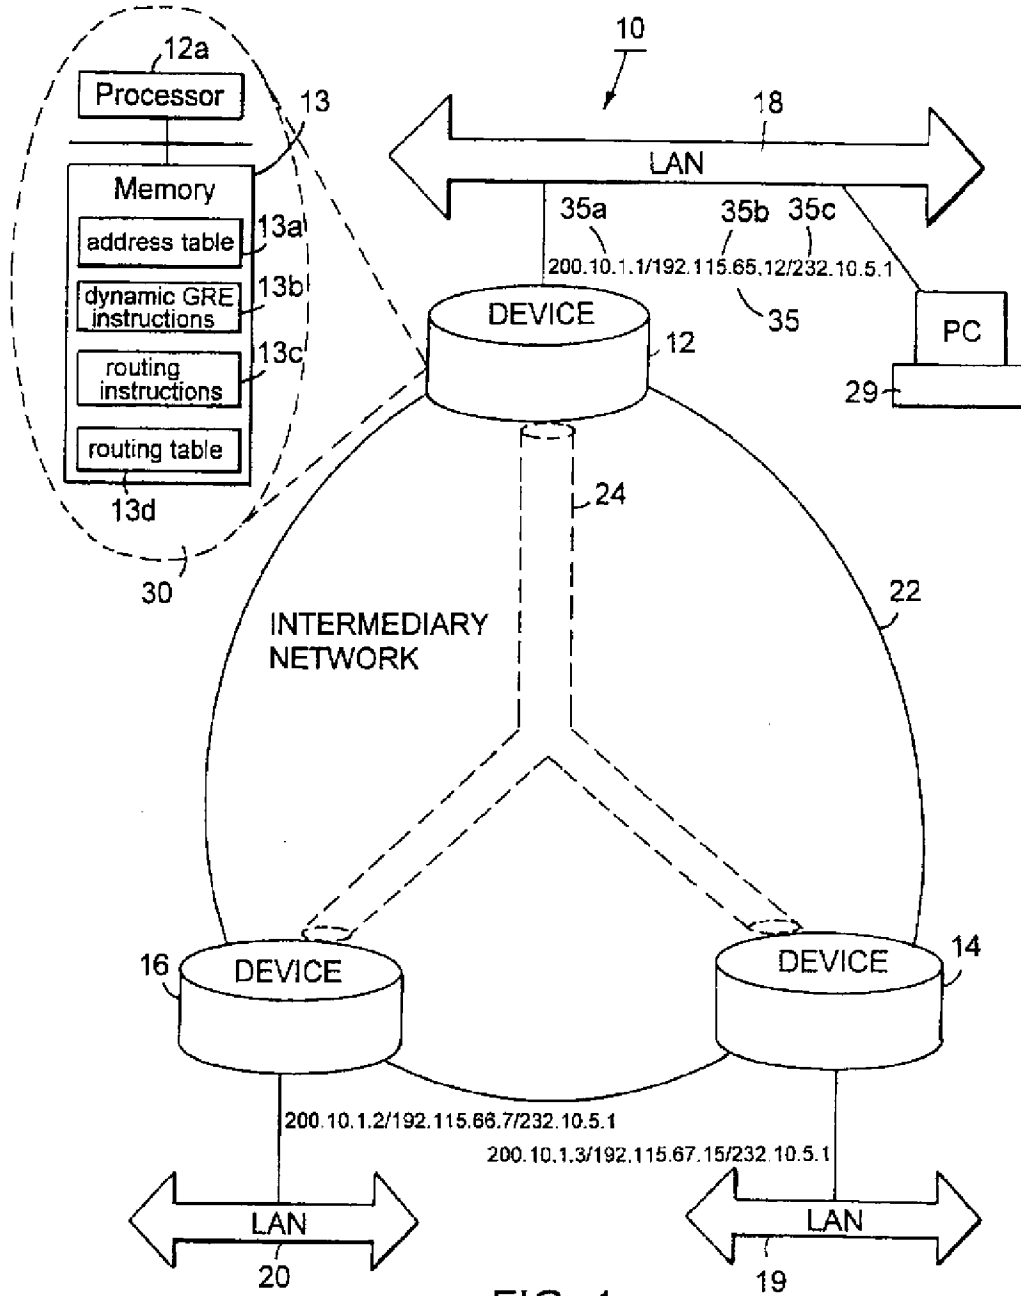 10
12a
Processor
13
18
LAN
Memory
13a
address table
35a
35b
35c
200.10.1.1/192.115.65.12/232.10.5.1
13b
dynamic GRE
instructions
DEVICE
35
PC
12
13c
routing
instructions
29
routing table
13d
24
30
22
INTERMEDIARY
NETWORK
16
DEVICE
DEVICE
14
200.10.1.2/192.115.66.7/232.10.5.1
200.10.1.3/192.115.67.15/232.10.5.1
LAN
LAN
20
19
FIG. 1